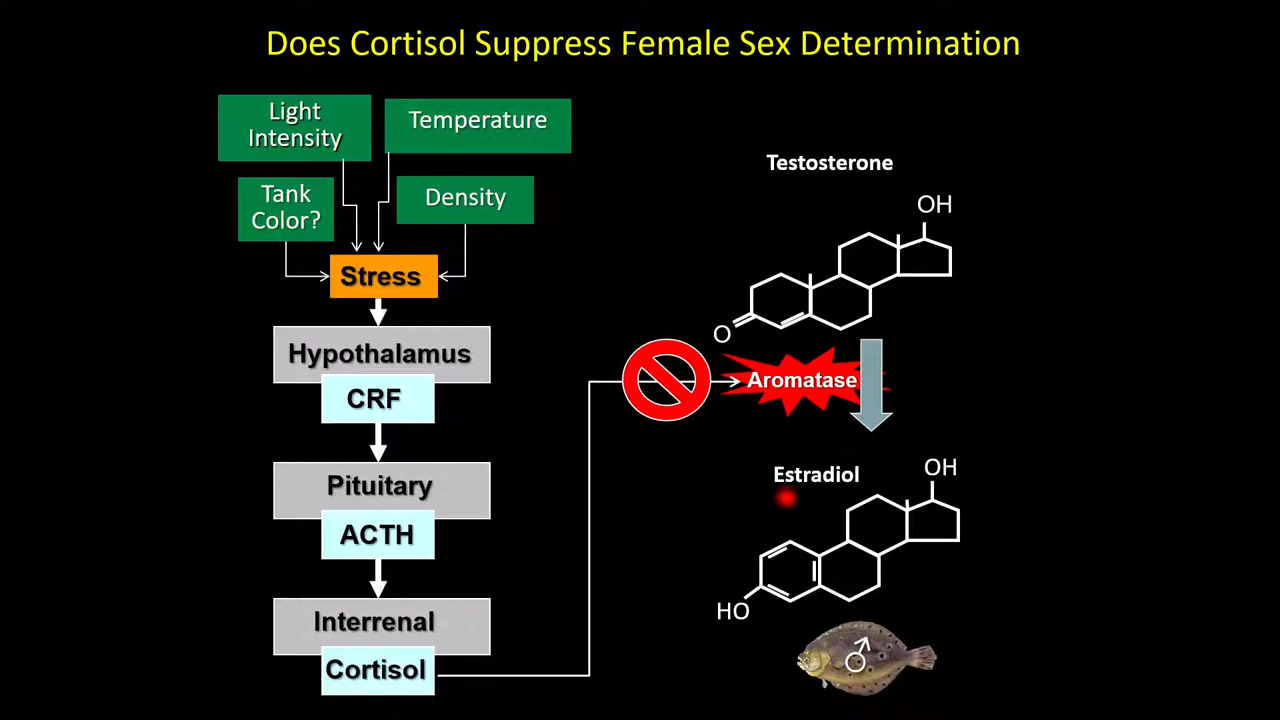 Does Cortisol Suppress Female Sex Determination
Light
Intensity
Temperature
Tank
Color?
Density
Stress
Hypothalamus
CRF
Pituitary
ACTH
Interrenal
Cortisol
Testosterone
OH
O
Aromatase
Estradiol
OH
HO
♂